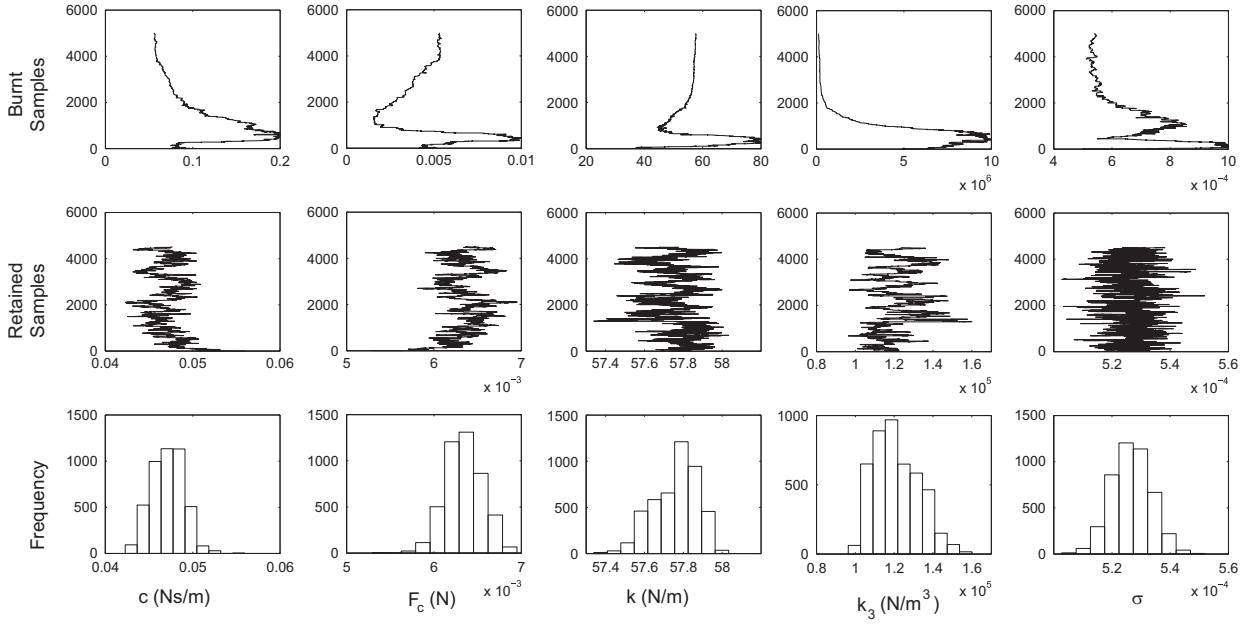 Burnt
Samples
6000
4000
2000
0
0 0.1 0.2
6000
4000
2000
0
0 0.005 0.01
6000
4000
2000
0
20 40 60 80
6000
4000
2000
0
0 5 10
x 10⁶
6000
4000
2000
0
4 6 8 10
x 10⁻⁴
Retained
Samples
6000
4000
2000
0
0.04 0.05 0.06
6000
4000
2000
0
5 6 7
x 10⁻³
6000
4000
2000
0
57.4 57.6 57.8 58
6000
4000
2000
0
0.8 1 1.2 1.4 1.6
x 10⁵
6000
4000
2000
0
5.2 5.4 5.6
x 10⁻⁴
Frequency
1500
1000
500
0
0.04 0.05 0.06
c (Ns/m)
1500
1000
500
0
5 6 7
x 10⁻³
F_c (N)
1500
1000
500
0
57.4 57.6 57.8 58
k (N/m)
1000
500
0
0.8 1 1.2 1.4 1.6
x 10⁵
k₃ (N/m³)
1500
1000
500
0
5.2 5.4 5.6
x 10⁻⁴
σ